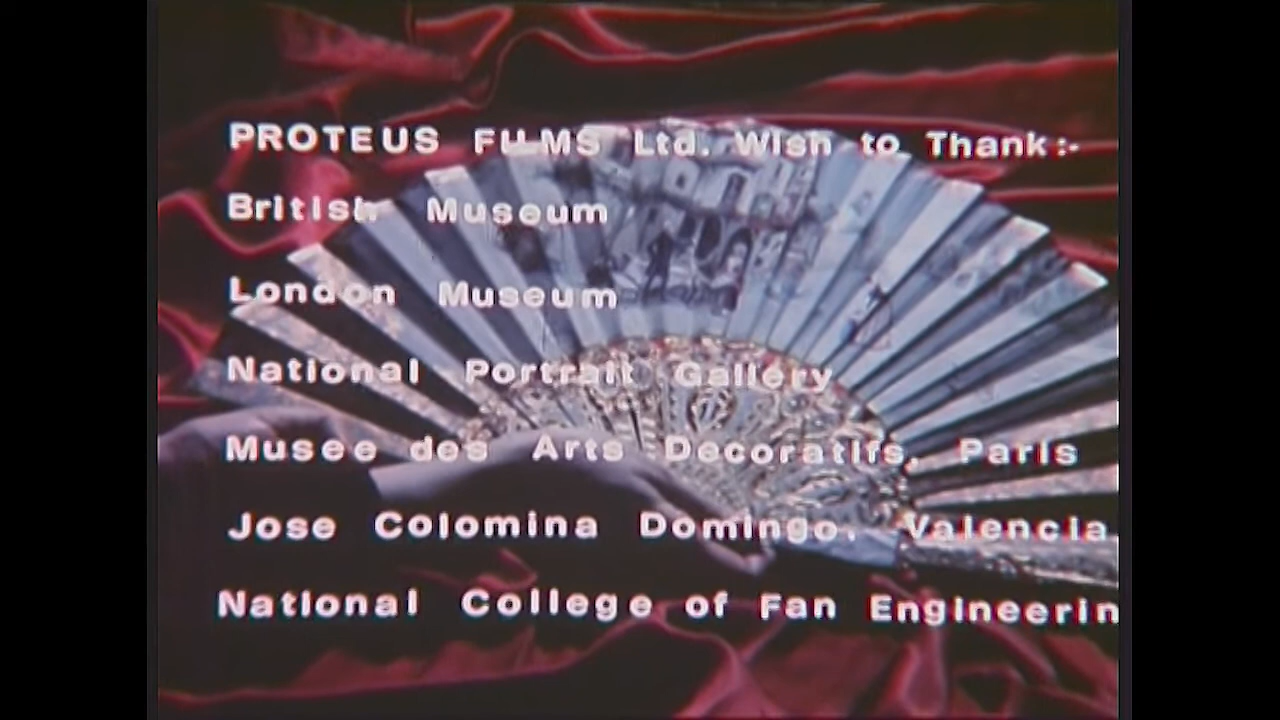 PROTEUS FILMS Ltd. Wish to Thank:-
British Museum
London Museum
National Portrait Gallery
Musee des Arts Decoratifs, Paris
Jose Colomina Domingo, Valencia
National College of Fan Engineerin